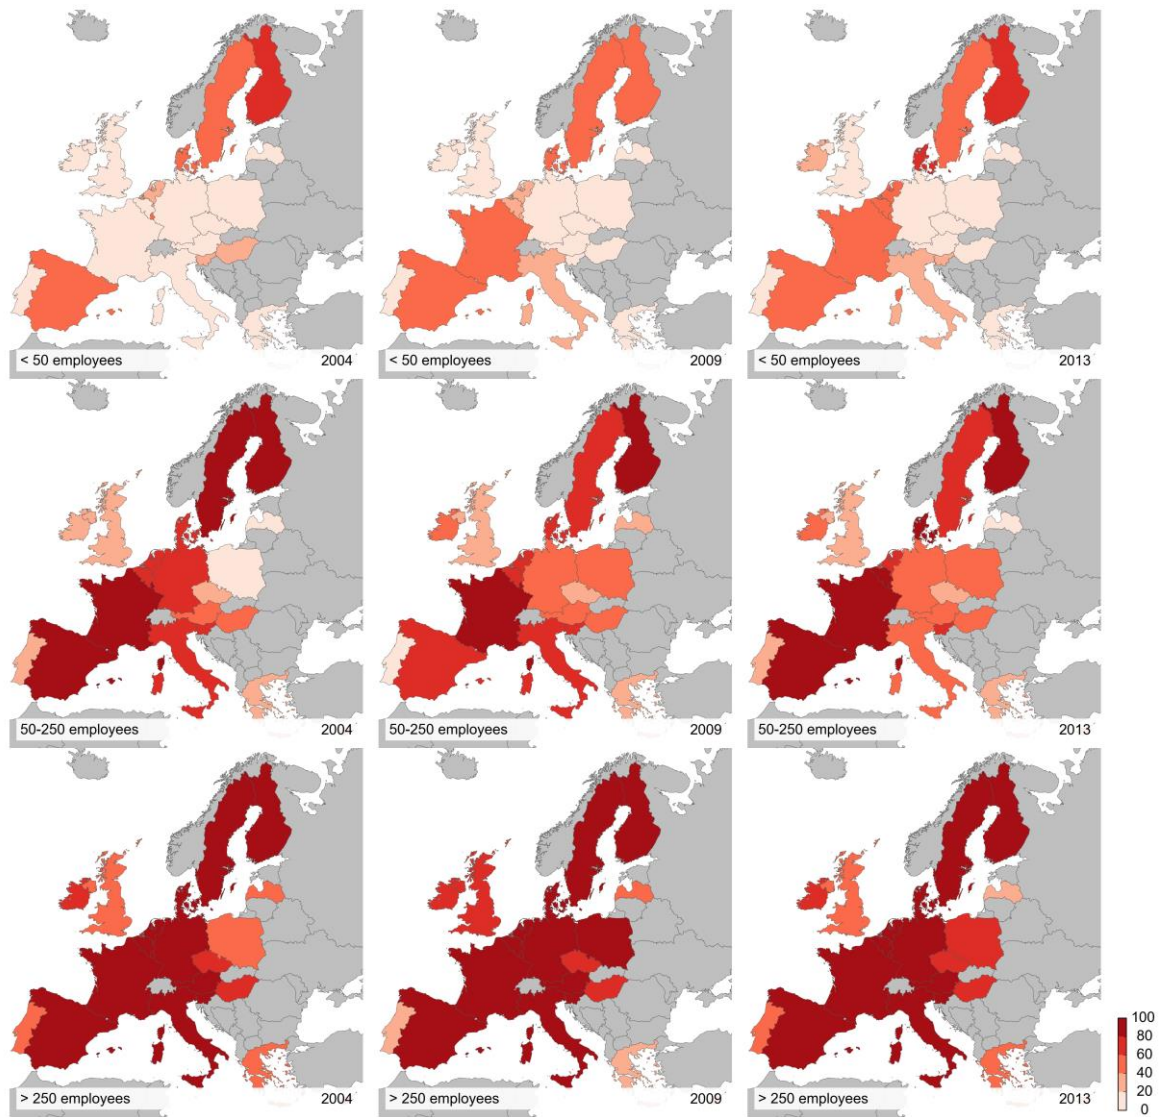 < 50 employees 2004
< 50 employees 2009
< 50 employees 2013
50-250 employees 2004
50-250 employees 2009
50-250 employees 2013
> 250 employees 2004
> 250 employees 2009
> 250 employees 2013
100
80
60
40
20
0